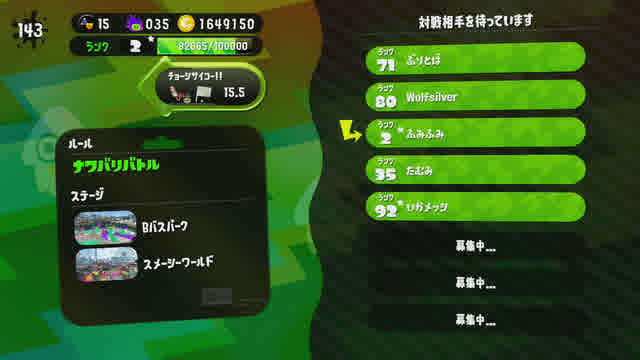 143
15
035
1649150
ランク 2 82065/100000
チョーシサイコー!!
15.5
ルール
ナワバリバトル
ステージ
Bバスパーク
スメーシーワールド
対戦相手を待っています
ランク 71 ぷりとぱ
ランク 80 Wolfsilver
ランク 2 ふみふみ
ランク 35 たむみ
ランク 92 ひかメッシ
募集中...
募集中...
募集中...